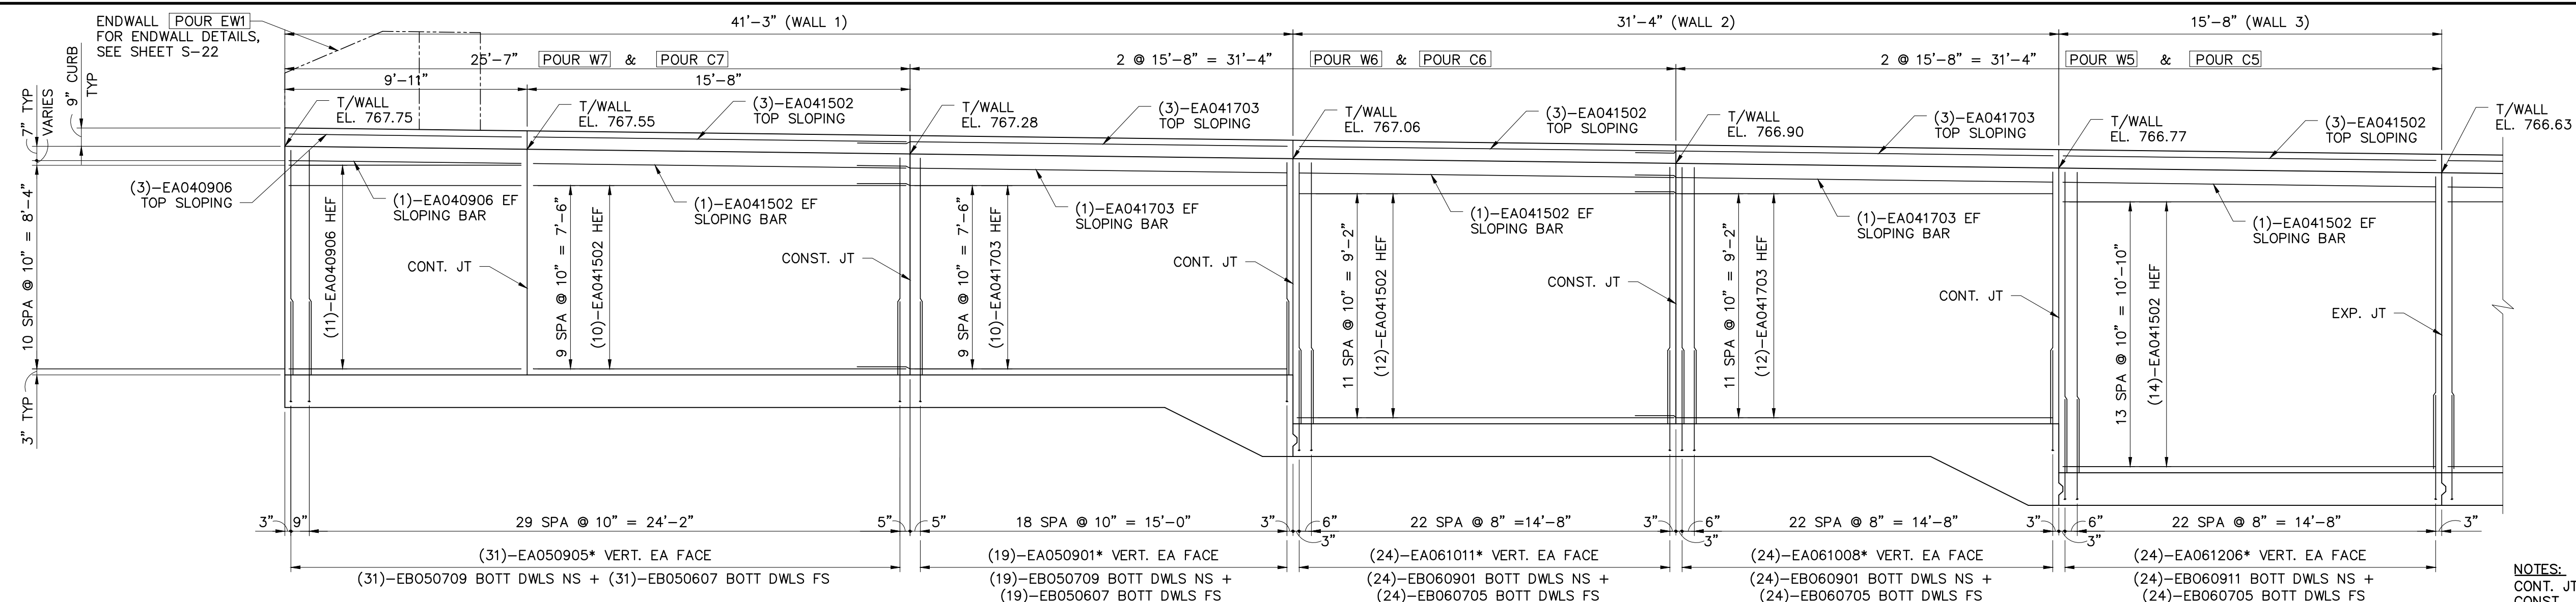 ENDWALL POUR EW1
FOR ENDWALL DETAILS,
SEE SHEET S-22
41'-3" (WALL 1)
31'-4" (WALL 2)
15'-8" (WALL 3)
25'-7" POUR W7 & POUR C7
2 @ 15'-8" = 31'-4" POUR W6 & POUR C6
2 @ 15'-8" = 31'-4" POUR W5 & POUR C5
9'-11"
15'-8"
7" TYP
VARIES
9" CURB
TYP
T/WALL
EL. 767.75
T/WALL
EL. 767.55
(3)-EA041502
TOP SLOPING
T/WALL
EL. 767.28
(3)-EA041703
TOP SLOPING
T/WALL
EL. 767.06
(3)-EA041502
TOP SLOPING
T/WALL
EL. 766.90
(3)-EA041703
TOP SLOPING
T/WALL
EL. 766.77
(3)-EA041502
TOP SLOPING
T/WALL
EL. 766.63
(3)-EA040906
TOP SLOPING
(1)-EA040906 EF
SLOPING BAR
(1)-EA041502 EF
SLOPING BAR
(1)-EA041703 EF
SLOPING BAR
(1)-EA041502 EF
SLOPING BAR
(1)-EA041703 EF
SLOPING BAR
(1)-EA041502 EF
SLOPING BAR
10 SPA @ 10" = 8'-4"
(11)-EA040906 HEF
CONT. JT
9 SPA @ 10" = 7'-6"
(10)-EA041502 HEF
CONST. JT
9 SPA @ 10" = 7'-6"
(10)-EA041703 HEF
CONT. JT
11 SPA @ 10" = 9'-2"
(12)-EA041502 HEF
CONST. JT
11 SPA @ 10" = 9'-2"
(12)-EA041703 HEF
CONT. JT
13 SPA @ 10" = 10'-10"
(14)-EA041502 HEF
EXP. JT
3" TYP
3" 9" 29 SPA @ 10" = 24'-2" 5" 5" 18 SPA @ 10" = 15'-0" 3" 6" 22 SPA @ 8" =14'-8" 3" 6" 22 SPA @ 8" = 14'-8" 3" 6" 22 SPA @ 8" = 14'-8" 3"
3" 3" 3"
(31)-EA050905* VERT. EA FACE
(31)-EB050709 BOTT DWLS NS + (31)-EB050607 BOTT DWLS FS
(19)-EA050901* VERT. EA FACE
(19)-EB050709 BOTT DWLS NS +
(19)-EB050607 BOTT DWLS FS
(24)-EA061011* VERT. EA FACE
(24)-EB060901 BOTT DWLS NS +
(24)-EB060705 BOTT DWLS FS
(24)-EA061008* VERT. EA FACE
(24)-EB060901 BOTT DWLS NS +
(24)-EB060705 BOTT DWLS FS
(24)-EA061206* VERT. EA FACE
(24)-EB060911 BOTT DWLS NS +
(24)-EB060705 BOTT DWLS FS
NOTES:
CONT. JT
CONST.